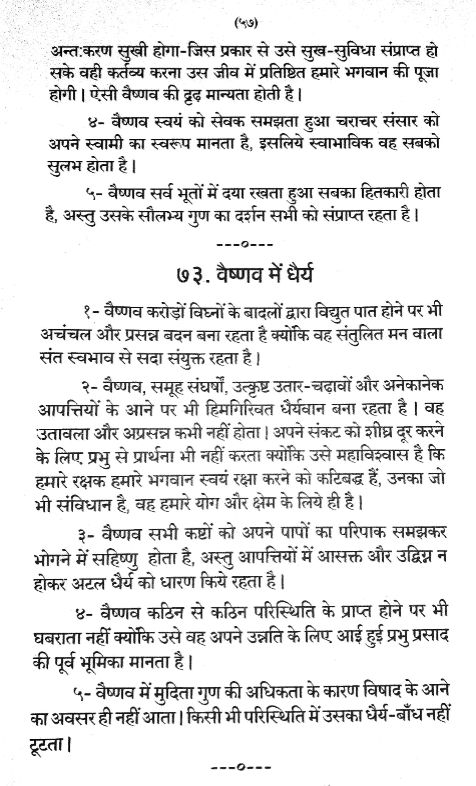 (५७)
अन्त:करण सुखी होगा-जिस प्रकार से उसे सुख-सुविधा संप्राप्त हो
सके वही कर्तव्य करना उस जीव में प्रतिष्ठित हमारे भगवान की पूजा
होगी। ऐसी वैष्णव की दृढ़ मान्यता होती है।
४- वैष्णव स्वयं को सेवक समझता हुआ चराचर संसार को
अपने स्वामी का स्वरूप मानता है, इसलिये स्वाभाविक वह सबको
सुलभ होता है।
५- वैष्णव सर्व भूतों में दया रखता हुआ सबका हितकारी होता
है, अस्तु उसके सौलभ्य गुण का दर्शन सभी को संप्राप्त रहता है।
---०---
७३. वैष्णव में धैर्य
१- वैष्णव करोड़ों विघ्नों के बादलों द्वारा विद्युत पात होने पर भी
अचंचल और प्रसन्न बदन बना रहता है क्योंकि वह संतुलित मन वाला
संत स्वभाव से सदा संयुक्त रहता है।
२- वैष्णव, समूह संघर्षों, उत्कृष्ट उतार-चढ़ावों और अनेकानेक
आपत्तियों के आने पर भी हिमगिरिवत धैर्यवान बना रहता है। वह
उतावला और अप्रसन्न कभी नहीं होता। अपने संकट को शीघ्र दूर करने
के लिए प्रभु से प्रार्थना भी नहीं करता क्योंकि उसे महाविश्वास है कि
हमारे रक्षक हमारे भगवान स्वयं रक्षा करने को कटिबद्ध हैं, उनका जो
भी संविधान है, वह हमारे योग और क्षेम के लिये ही है।
३- वैष्णव सभी कष्टों को अपने पापों का परिपाक समझकर
भोगने में सहिष्णु होता है, अस्तु आपत्तियों में आसक्त और उद्विग्न न
होकर अटल धैर्य को धारण किये रहता है।
४- वैष्णव कठिन से कठिन परिस्थिति के प्राप्त होने पर भी
घबराता नहीं क्योंकि उसे वह अपने उन्नति के लिए आई हुई प्रभु प्रसाद
की पूर्व भूमिका मानता है।
५- वैष्णव में मुदिता गुण की अधिकता के कारण विषाद के आने
का अवसर ही नहीं आता। किसी भी परिस्थिति में उसका धैर्य-बाँध नहीं
टूटता।
---०---